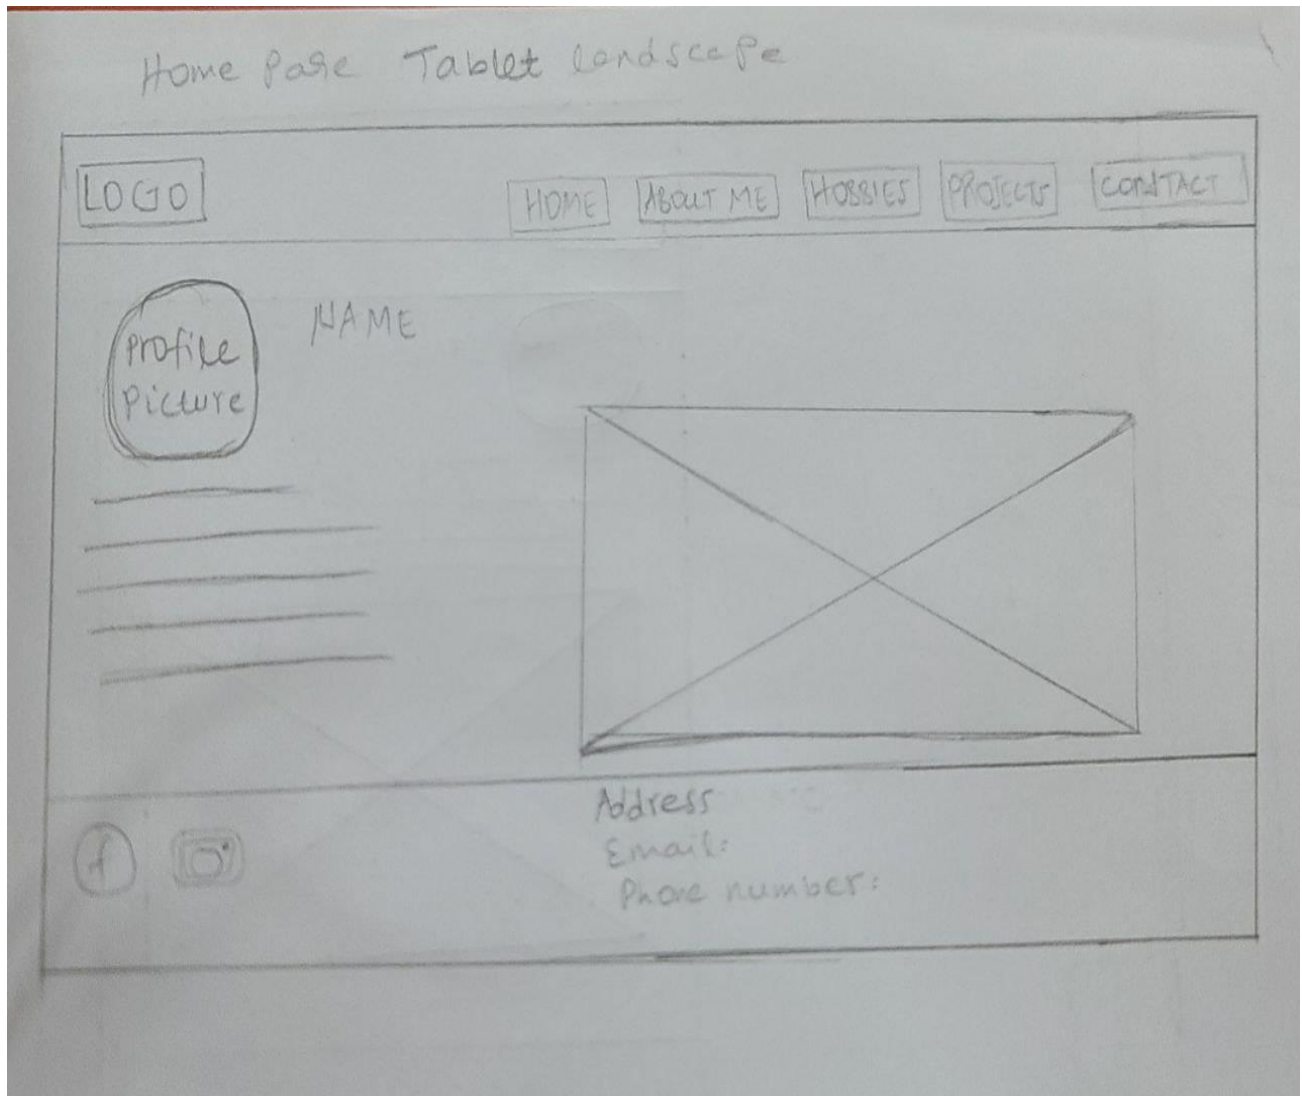 Home Page Tablet landscape
LOGO
HOME ABOUT ME HOBBIES PROJECTS CONTACT
NAME
Profile
Picture
f
Address
Email:
Phone number: